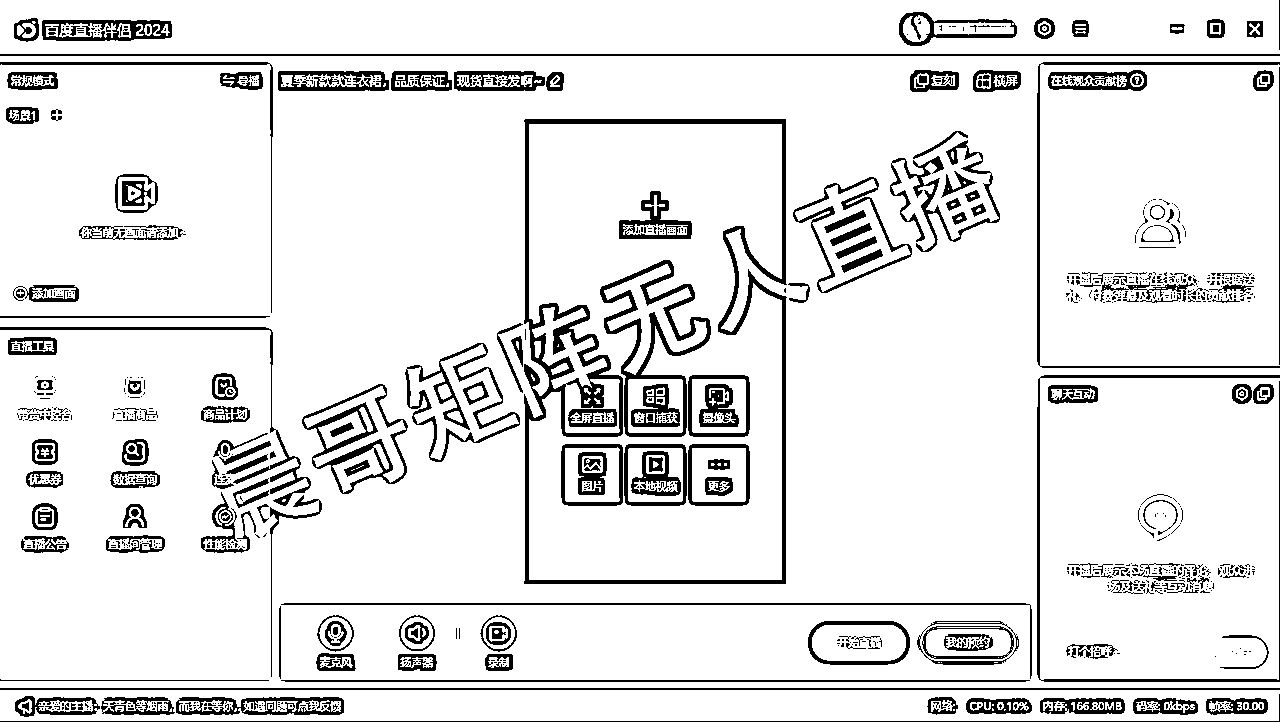 百度直播伴侣 2024
常规模式
导播
场景1
你当前无画面请添加~
添加画面
直播工具
带货中控台
直播商品
商品计划
优惠券
数据查询
直播公告
直播间管理
性能检测
夏季新款款连衣裙，品质保证，现货直接发啊~
复刻
横屏
添加直播画面
全屏直播
窗口捕获
摄像头
图片
本地视频
更多
晨哥矩阵无人直播
麦克风
扬声器
录制
开始直播
我的预约
在线观众贡献榜
开播后展示直播在线观众，并根据送
礼、付费弹幕及观看时长的贡献排名
聊天互动
开播后展示本场直播的评论、观众进
场及送礼等互动消息
打个招呼~
亲爱的主播~天青色等烟雨，而我在等你，如遇问题可点我反馈
网络:
CPU: 0.10%
内存: 166.80MB
码率: 0kbps
帧率: 30.00